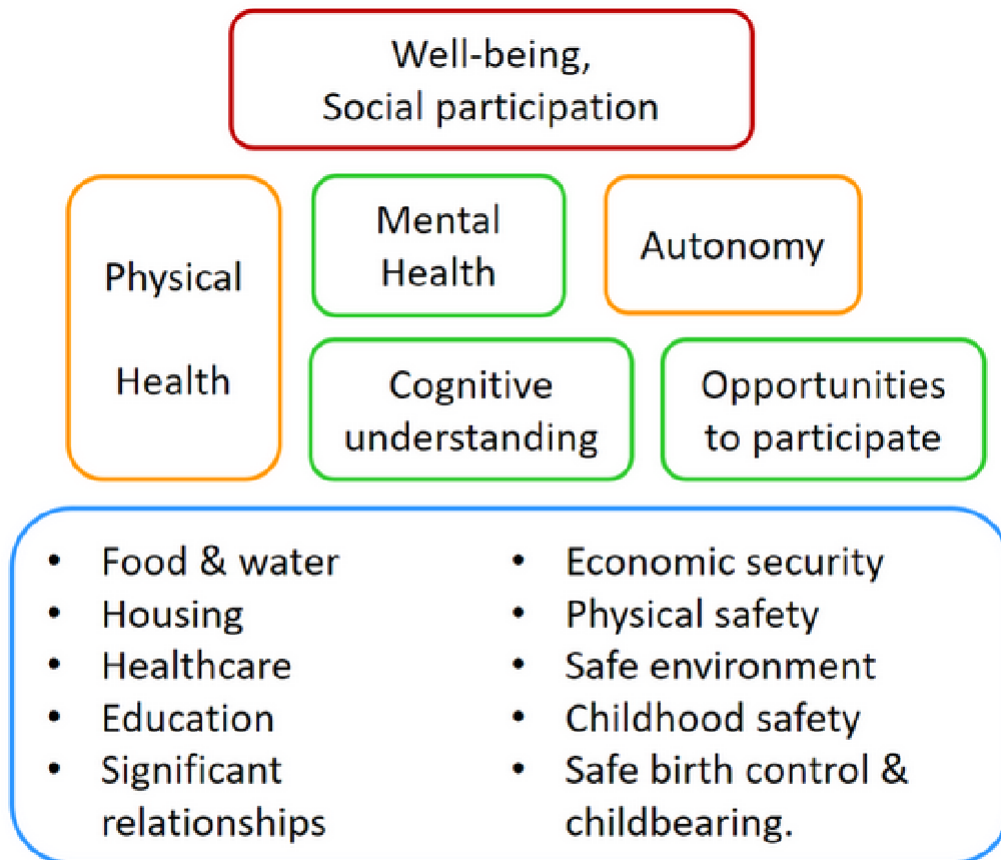 Well-being,
Social participation
Physical
Health
Mental
Health
Autonomy
Cognitive
understanding
Opportunities
to participate
• Food & water
• Housing
• Healthcare
• Education
• Significant
relationships
• Economic security
• Physical safety
• Safe environment
• Childhood safety
• Safe birth control &
childbearing.